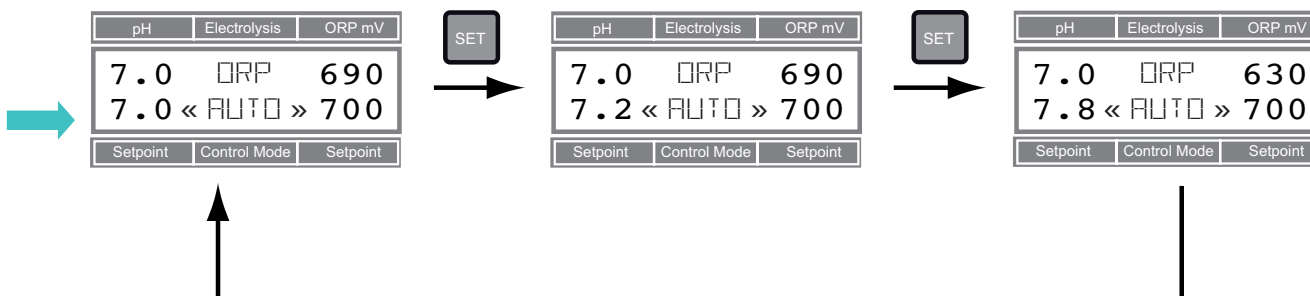 pH Electrolysis ORP mV
7.0 ORP 690
7.0 « AUTO » 700
Setpoint Control Mode Setpoint
SET
pH Electrolysis ORP mV
7.0 ORP 690
7.2 « AUTO » 700
Setpoint Control Mode Setpoint
SET
pH Electrolysis ORP mV
7.0 ORP 630
7.8 « AUTO » 700
Setpoint Control Mode Setpoint